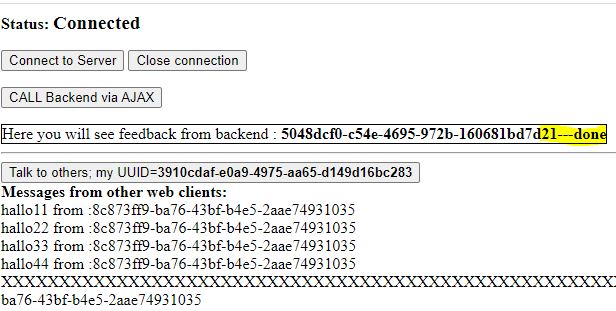 Status: Connected
Connect to Server Close connection
CALL Backend via AJAX
Here you will see feedback from backend : 5048dcf0-c54e-4695-972b-160681bd7d21---done
Talk to others; my UUID=3910cdaf-e0a9-4975-aa65-d149d16bc283
Messages from other web clients:
hallo11 from :8c873ff9-ba76-43bf-b4e5-2aae74931035
hallo22 from :8c873ff9-ba76-43bf-b4e5-2aae74931035
hallo33 from :8c873ff9-ba76-43bf-b4e5-2aae74931035
hallo44 from :8c873ff9-ba76-43bf-b4e5-2aae74931035
XXXXXXXXXXXXXXXXXXXXXXXXXXXXXXXXXXXXXXXXXXXXXXXXXXXXX
ba76-43bf-b4e5-2aae74931035